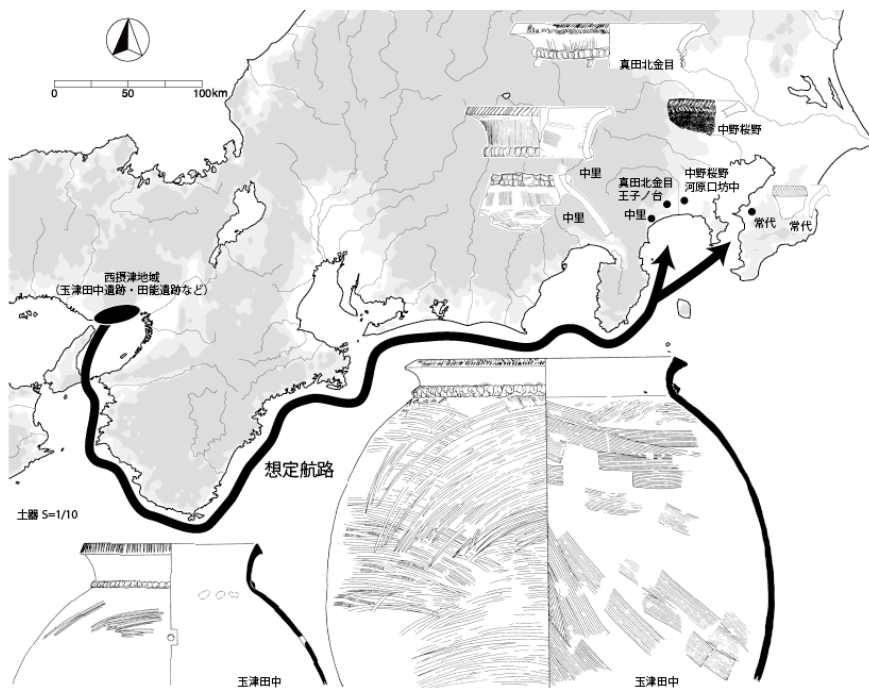 0
50
100km
真田北金目
中野桜野
中里
中里
真田北金目
王子ノ台
中里
中野桜野
河原口坊中
常代
常代
西摂津地域
（玉津田中遺跡・田能遺跡など）
想定航路
土器 S=1/10
玉津田中
玉津田中